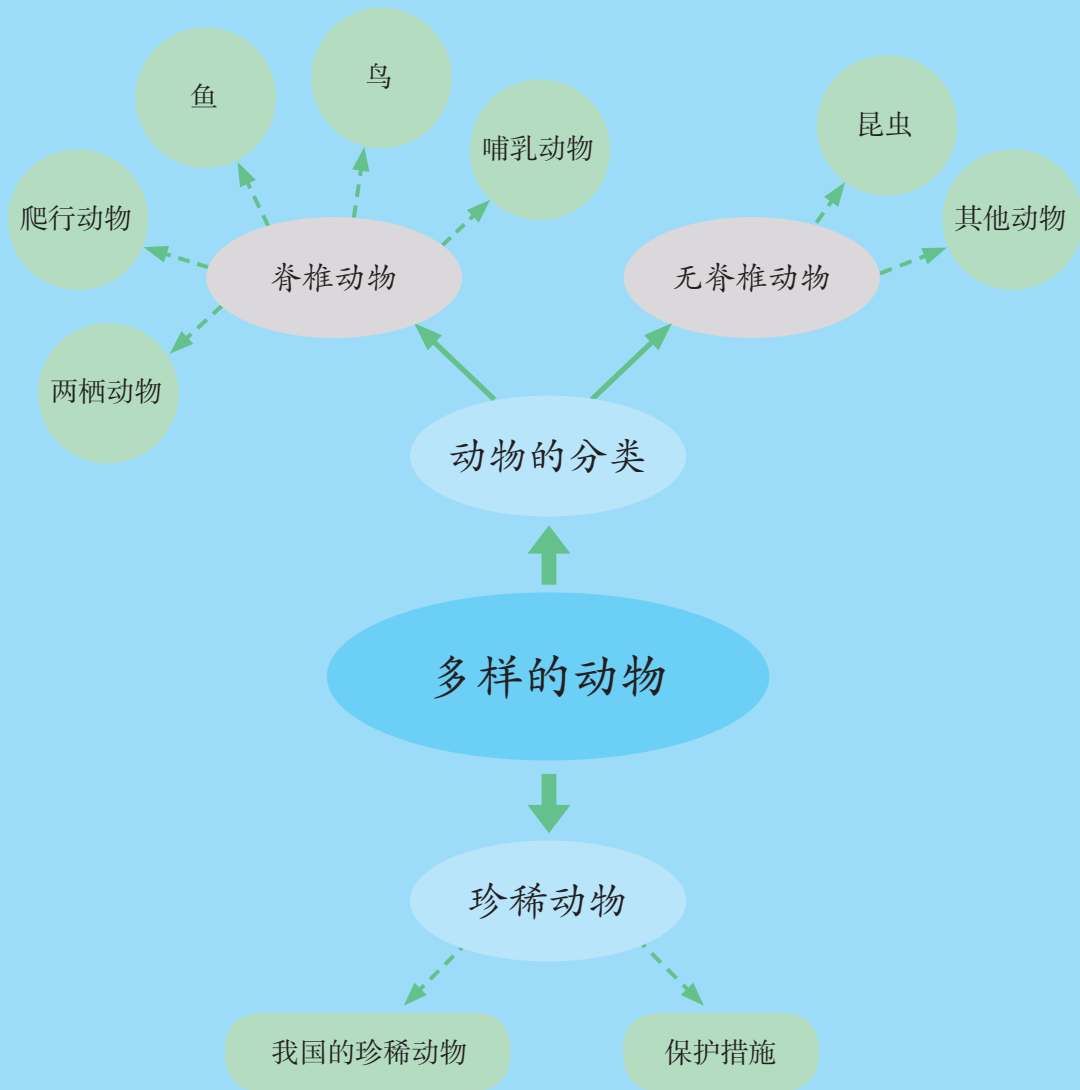 鸟
鱼
昆虫
哺乳动物
爬行动物
其他动物
脊椎动物
无脊椎动物
两栖动物
动物的分类
多样的动物
珍稀动物
我国的珍稀动物
保护措施